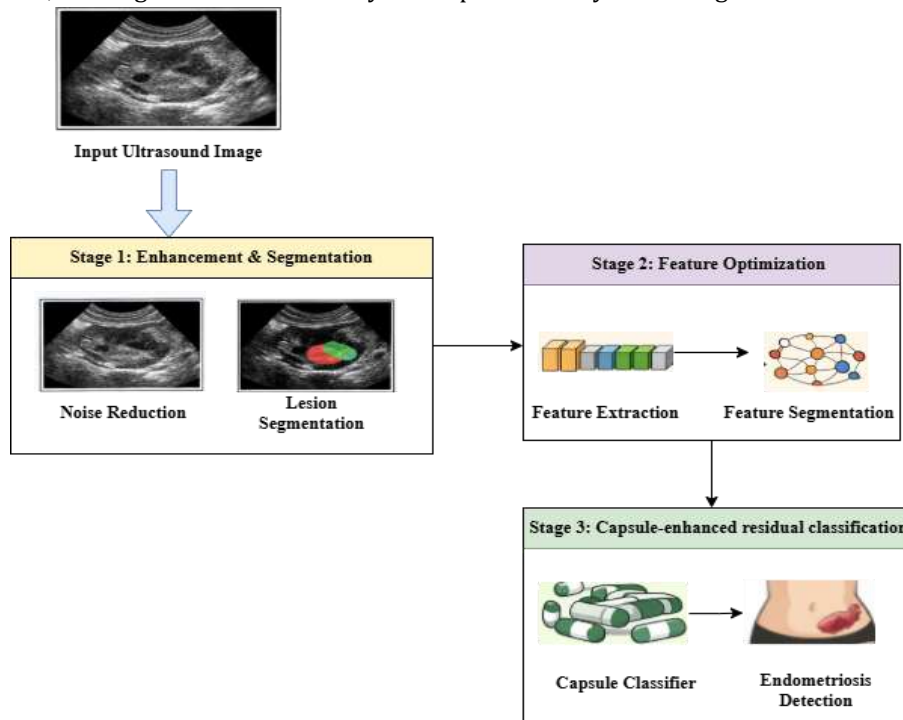 Input Ultrasound Image
Stage 1: Enhancement & Segmentation
Noise Reduction
Lesion
Segmentation
Stage 2: Feature Optimization
Feature Extraction
Feature Segmentation
Stage 3: Capsule-enhanced residual classification
Capsule Classifier
Endometriosis
Detection